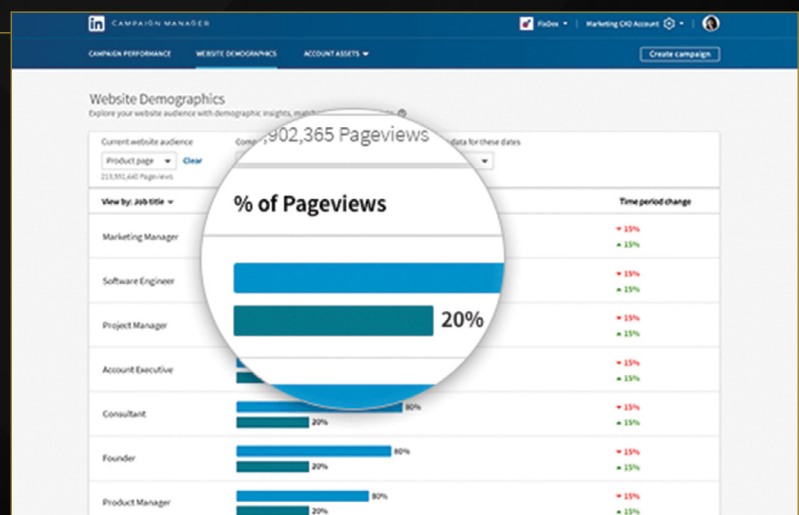 in CAMPAIGN MANAGER
FixDex
Marketing CXO Account
CAMPAIGN PERFORMANCE
WEBSITE DEMOGRAPHICS
ACCOUNT ASSETS
Create campaign
Website Demographics
Explore your website audience with demographic insights,
Current website audience
data for these dates
Product page
Clear
213,551,440 Pageviews
,902,365 Pageviews
View by: Job title
% of Pageviews
Time period change
Marketing Manager
15%
15%
Software Engineer
15%
15%
Project Manager
20%
15%
15%
Account Executive
15%
15%
Consultant
80%
20%
15%
15%
Founder
80%
20%
15%
15%
Product Manager
80%
20%
15%
15%